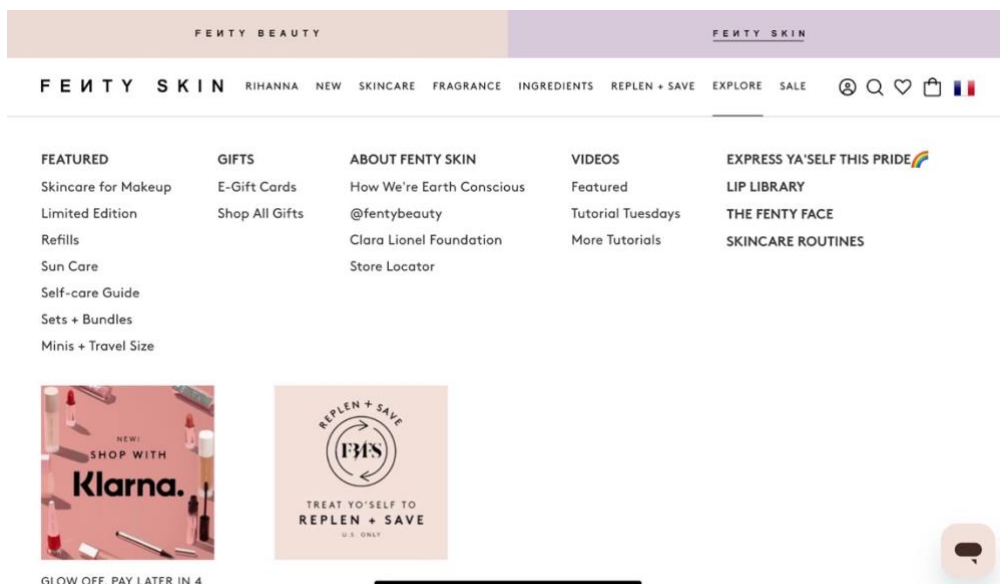 FEИTY BEAUTY
FEИTY SKIN
FEИTY SKIN
RIHANNA NEW SKINCARE FRAGRANCE INGREDIENTS REPLEN + SAVE EXPLORE SALE
FEATURED
Skincare for Makeup
Limited Edition
Refills
Sun Care
Self-care Guide
Sets + Bundles
Minis + Travel Size
GIFTS
E-Gift Cards
Shop All Gifts
ABOUT FENTY SKIN
How We're Earth Conscious
@fentybeauty
Clara Lionel Foundation
Store Locator
VIDEOS
Featured
Tutorial Tuesdays
More Tutorials
EXPRESS YA'SELF THIS PRIDE🌈
LIP LIBRARY
THE FENTY FACE
SKINCARE ROUTINES
NEW!
SHOP WITH
Klarna.
GLOW OFF, PAY LATER IN 4
REPLEN + SAVE
TREAT YO'SELF TO
REPLEN + SAVE
U.S. ONLY